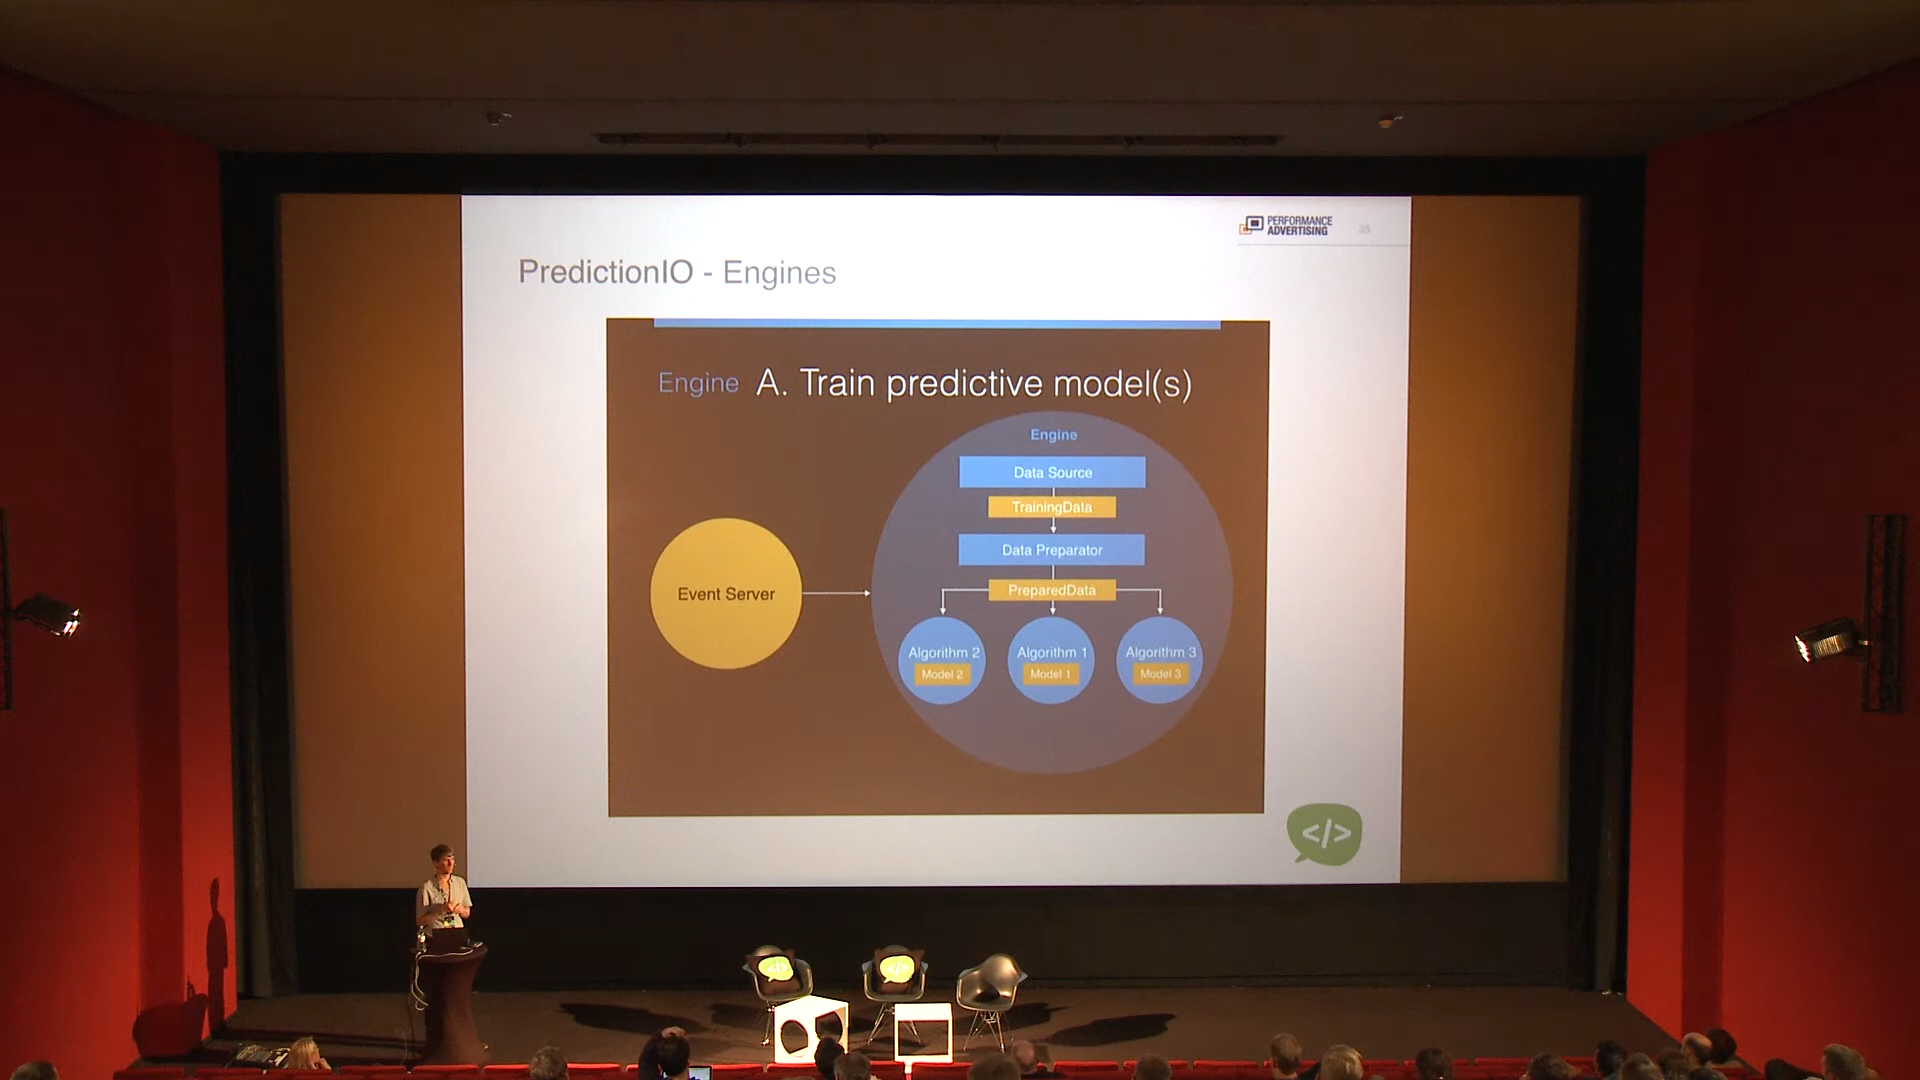 PERFORMANCE
ADVERTISING
35
PredictionIO - Engines
Engine A. Train predictive model(s)
Engine
Data Source
TrainingData
Data Preparator
Event Server
PreparedData
Algorithm 2 Algorithm 1 Algorithm 3
Model 2 Model 1 Model 3
</>
</> </>